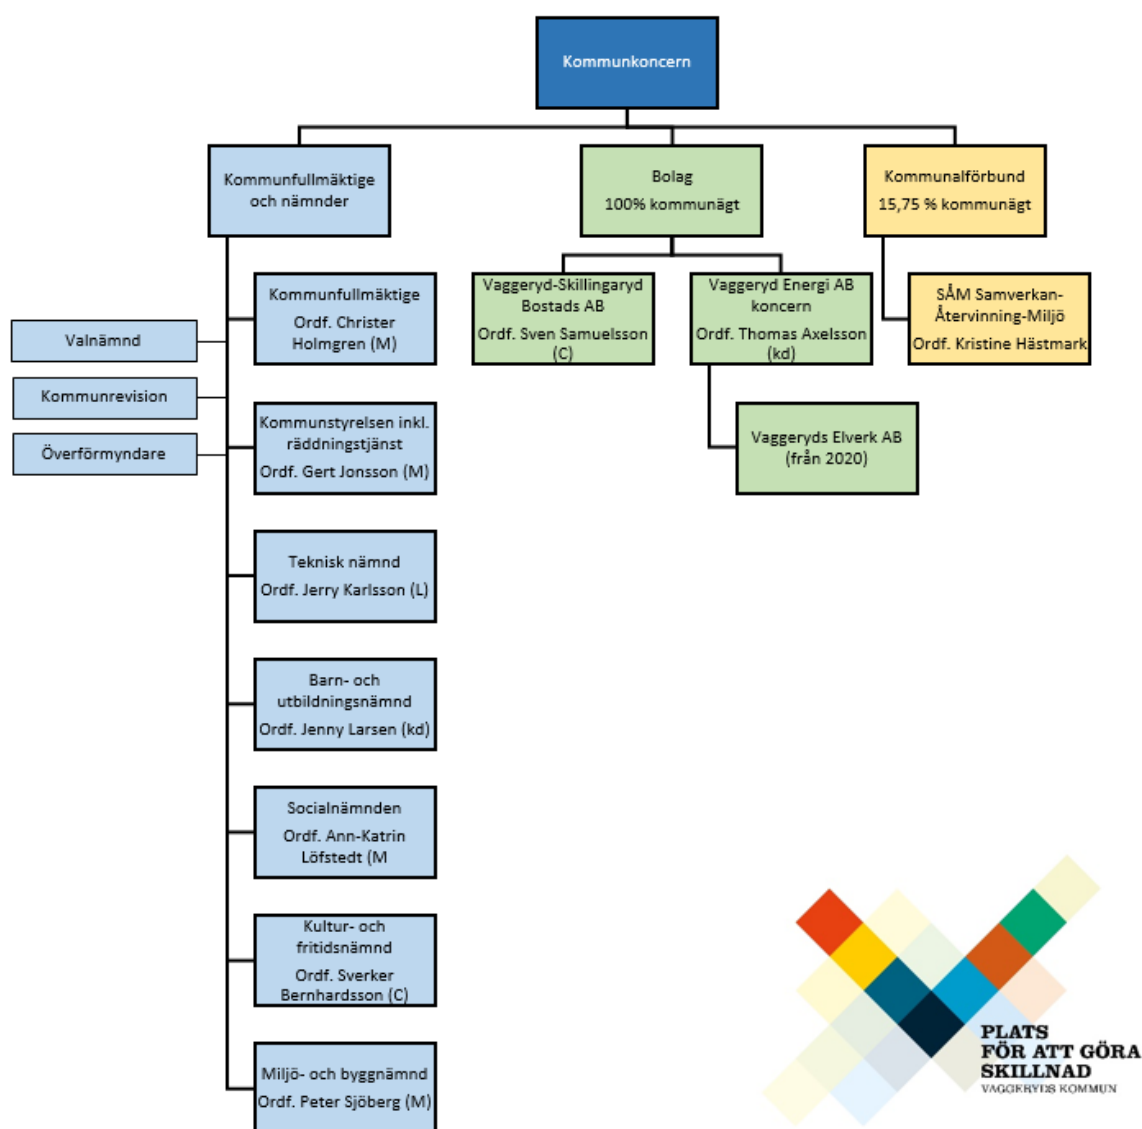 Kommunkoncern
Kommunfullmäktige
och nämnder
Bolag
100% kommunägt
Kommunalförbund
15,75 % kommunägt
Valnämnd
Kommunrevision
Överförmyndare
Kommunfullmäktige
Ordf. Christer
Holmgren (M)
Kommunstyrelsen inkl.
räddningstjänst
Ordf. Gert Jonsson (M)
Teknisk nämnd
Ordf. Jerry Karlsson (L)
Barn- och
utbildningsnämnd
Ordf. Jenny Larsen (kd)
Socialnämnden
Ordf. Ann-Katrin
Löfstedt (M
Kultur- och
fritidsnämnd
Ordf. Sverker
Bernhardsson (C)
Miljö- och byggnämnd
Ordf. Peter Sjöberg (M)
Vaggeryd-Skillingaryd
Bostads AB
Ordf. Sven Samuelsson
(C)
Vaggeryd Energi AB
koncern
Ordf. Thomas Axelsson
(kd)
Vaggeryds Elverk AB
(från 2020)
SÅM Samverkan-
Återvinning-Miljö
Ordf. Kristine Hästmark
PLATS
FÖR ATT GÖRA
SKILLNAD
VAGGERYDS KOMMUN